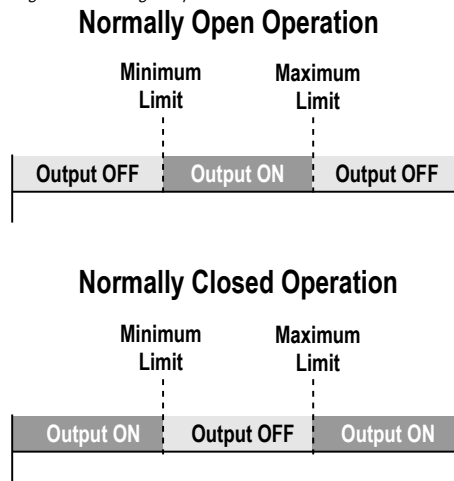 Normally Open Operation
Minimum Maximum
Limit Limit
Output OFF Output ON Output OFF
Normally Closed Operation
Minimum Maximum
Limit Limit
Output ON Output OFF Output ON